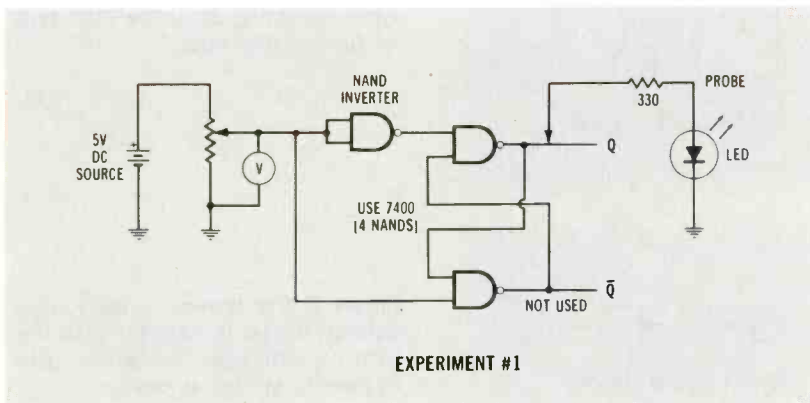 NAND
INVERTER
PROBE
330
5V
DC
SOURCE
+
V
Q
LED
USE 7400
(4 NANDS)
Q̄
NOT USED
EXPERIMENT #1